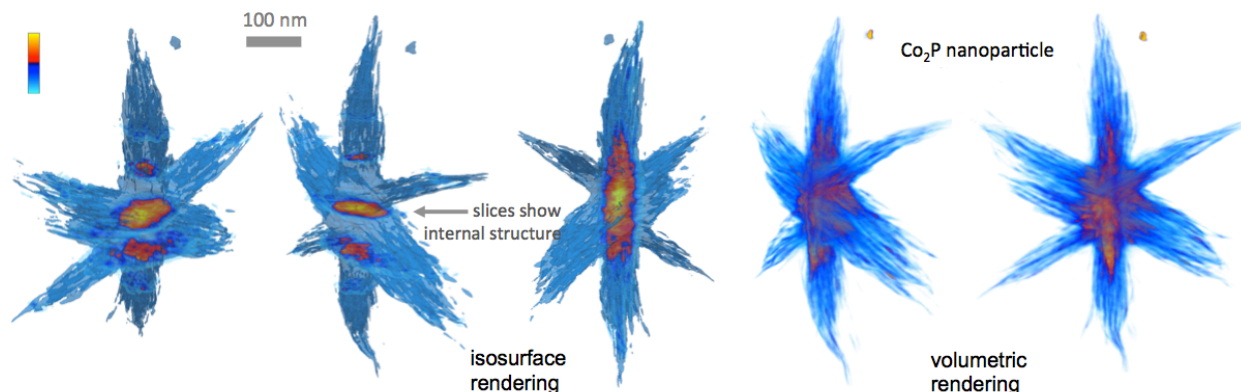 100 nm
Co₂P nanoparticle
slices show
internal structure
isosurface
rendering
volumetric
rendering